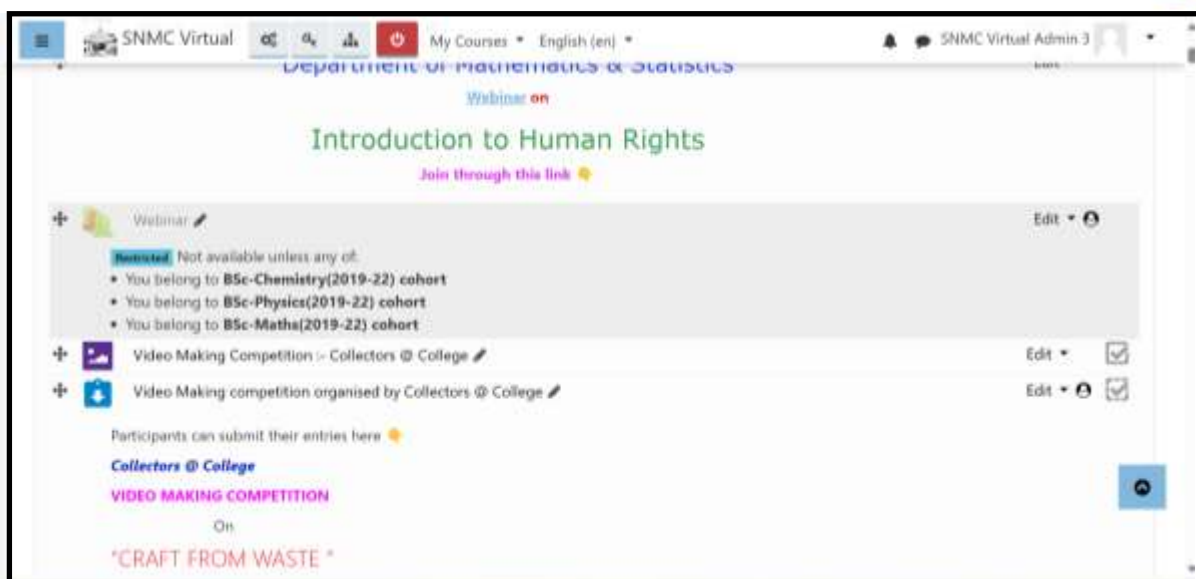 SNMC Virtual My Courses English (en) SNMC Virtual Admin 3
Department of Mathematics & Statistics Edit
Webinar on
Introduction to Human Rights
Join through this link 👇
Webinar Edit
Restricted Not available unless any of:
• You belong to BSc-Chemistry(2019-22) cohort
• You belong to BSc-Physics(2019-22) cohort
• You belong to BSc-Maths(2019-22) cohort
Video Making Competition :- Collectors @ College Edit
Video Making competition organised by Collectors @ College Edit
Participants can submit their entries here 👇
Collectors @ College
VIDEO MAKING COMPETITION
On
"CRAFT FROM WASTE "